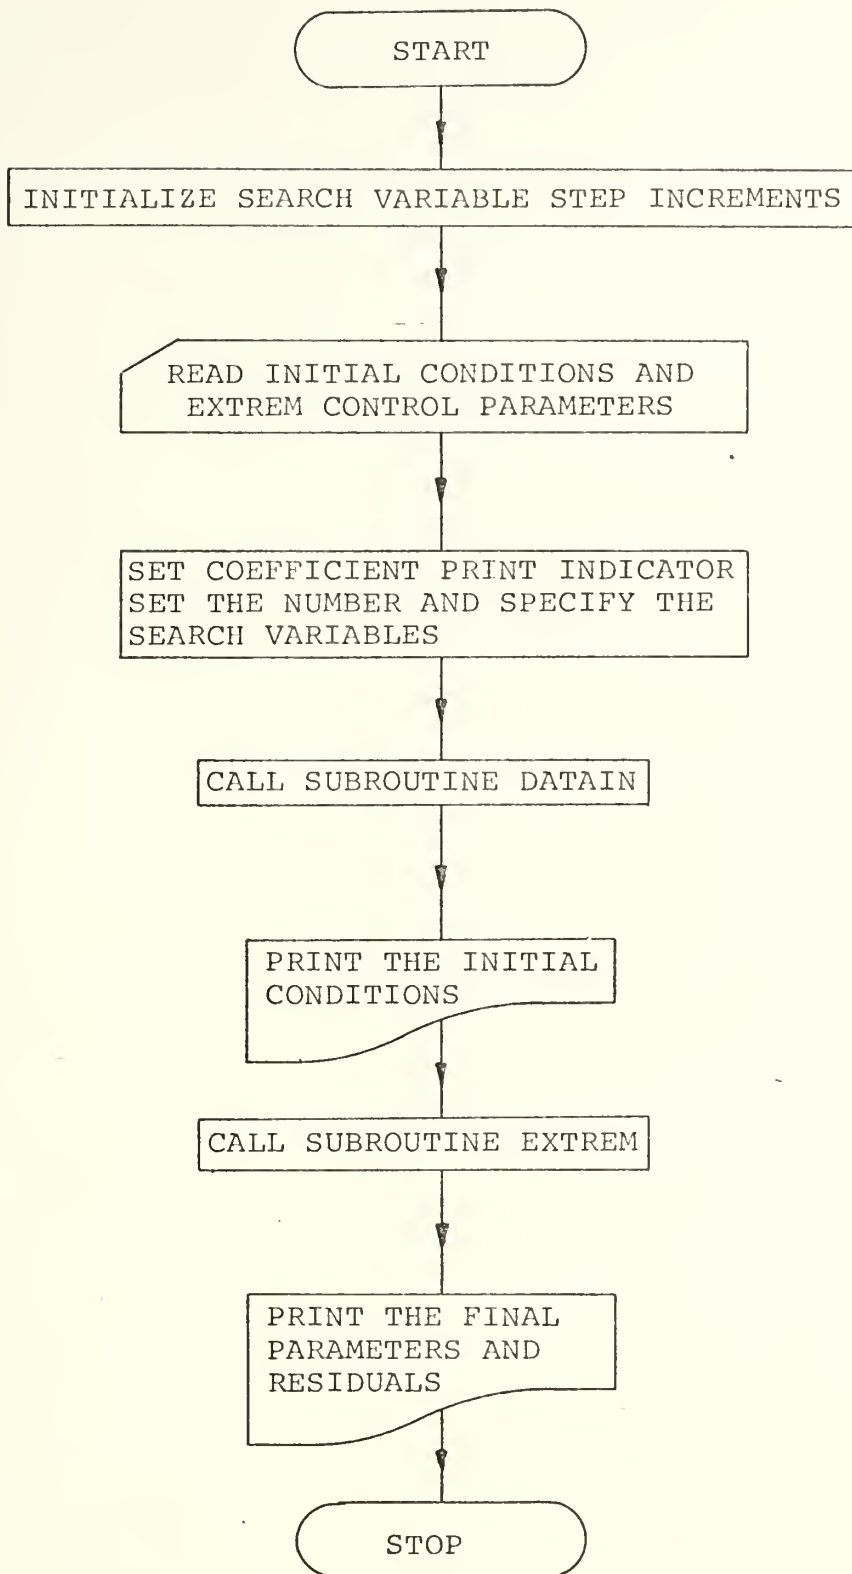 START
INITIALIZE SEARCH VARIABLE STEP INCREMENTS
READ INITIAL CONDITIONS AND
EXTREM CONTROL PARAMETERS
SET COEFFICIENT PRINT INDICATOR
SET THE NUMBER AND SPECIFY THE
SEARCH VARIABLES
CALL SUBROUTINE DATAIN
PRINT THE INITIAL
CONDITIONS
CALL SUBROUTINE EXTREM
PRINT THE FINAL
PARAMETERS AND
RESIDUALS
STOP